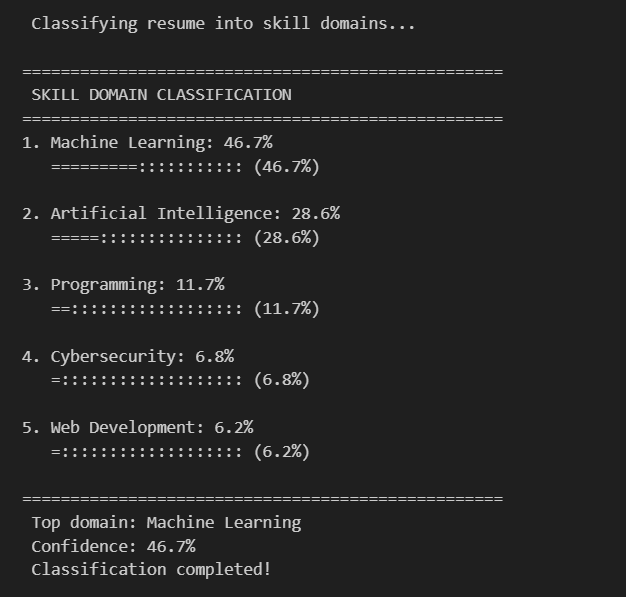 Classifying resume into skill domains...
==================================================
SKILL DOMAIN CLASSIFICATION
==================================================
1. Machine Learning: 46.7%
=========::::::::::: (46.7%)
2. Artificial Intelligence: 28.6%
=====::::::::::::::: (28.6%)
3. Programming: 11.7%
==:::::::::::::::::: (11.7%)
4. Cybersecurity: 6.8%
=::::::::::::::::::: (6.8%)
5. Web Development: 6.2%
=::::::::::::::::::: (6.2%)
==================================================
Top domain: Machine Learning
Confidence: 46.7%
Classification completed!